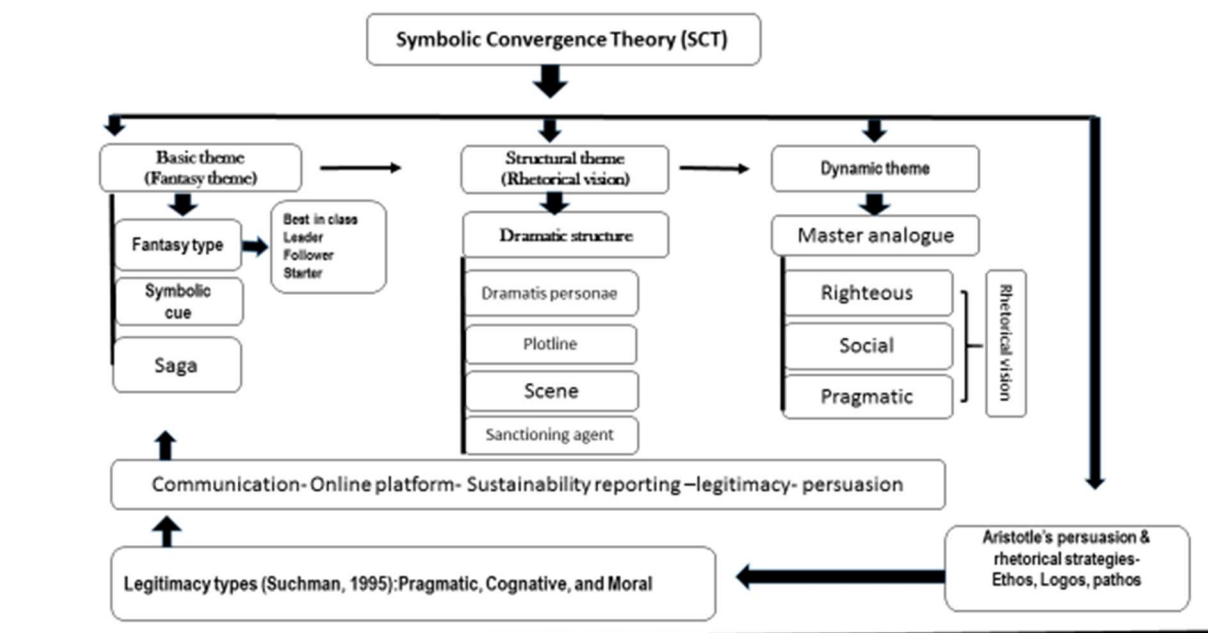 Symbolic Convergence Theory (SCT)
Basic theme
(Fantasy theme)
Structural theme
(Rhetorical vision)
Dynamic theme
Fantasy type
Best in class
Leader
Follower
Starter
Symbolic
cue
Saga
Dramatic structure
Dramatis personae
Plotline
Scene
Sanctioning agent
Master analogue
Righteous
Social
Pragmatic
Rhetorical vision
Communication- Online platform- Sustainability reporting –legitimacy- persuasion
Aristotle's persuasion &
rhetorical strategies-
Ethos, Logos, pathos
Legitimacy types (Suchman, 1995):Pragmatic, Cognitive, and Moral